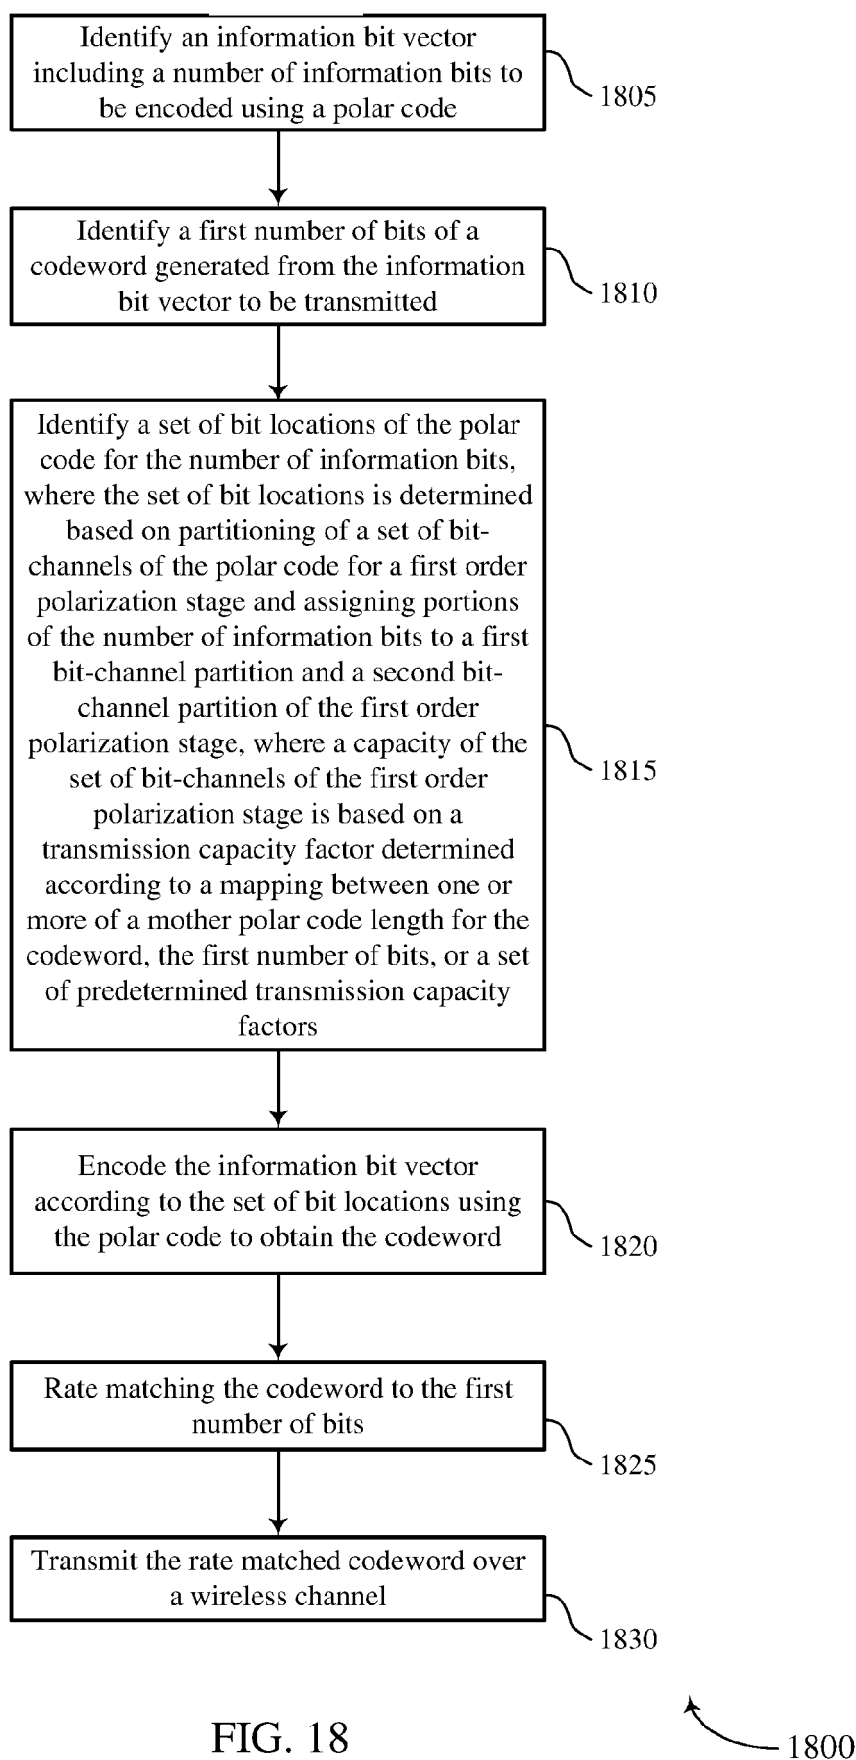 Identify an information bit vector
including a number of information bits to
be encoded using a polar code
1805
Identify a first number of bits of a
codeword generated from the information
bit vector to be transmitted
1810
Identify a set of bit locations of the polar
code for the number of information bits,
where the set of bit locations is determined
based on partitioning of a set of bit-
channels of the polar code for a first order
polarization stage and assigning portions
of the number of information bits to a first
bit-channel partition and a second bit-
channel partition of the first order
polarization stage, where a capacity of the
set of bit-channels of the first order
polarization stage is based on a
transmission capacity factor determined
according to a mapping between one or
more of a mother polar code length for the
codeword, the first number of bits, or a set
of predetermined transmission capacity
factors
1815
Encode the information bit vector
according to the set of bit locations using
the polar code to obtain the codeword
1820
Rate matching the codeword to the first
number of bits
1825
Transmit the rate matched codeword over
a wireless channel
1830
FIG. 18
1800